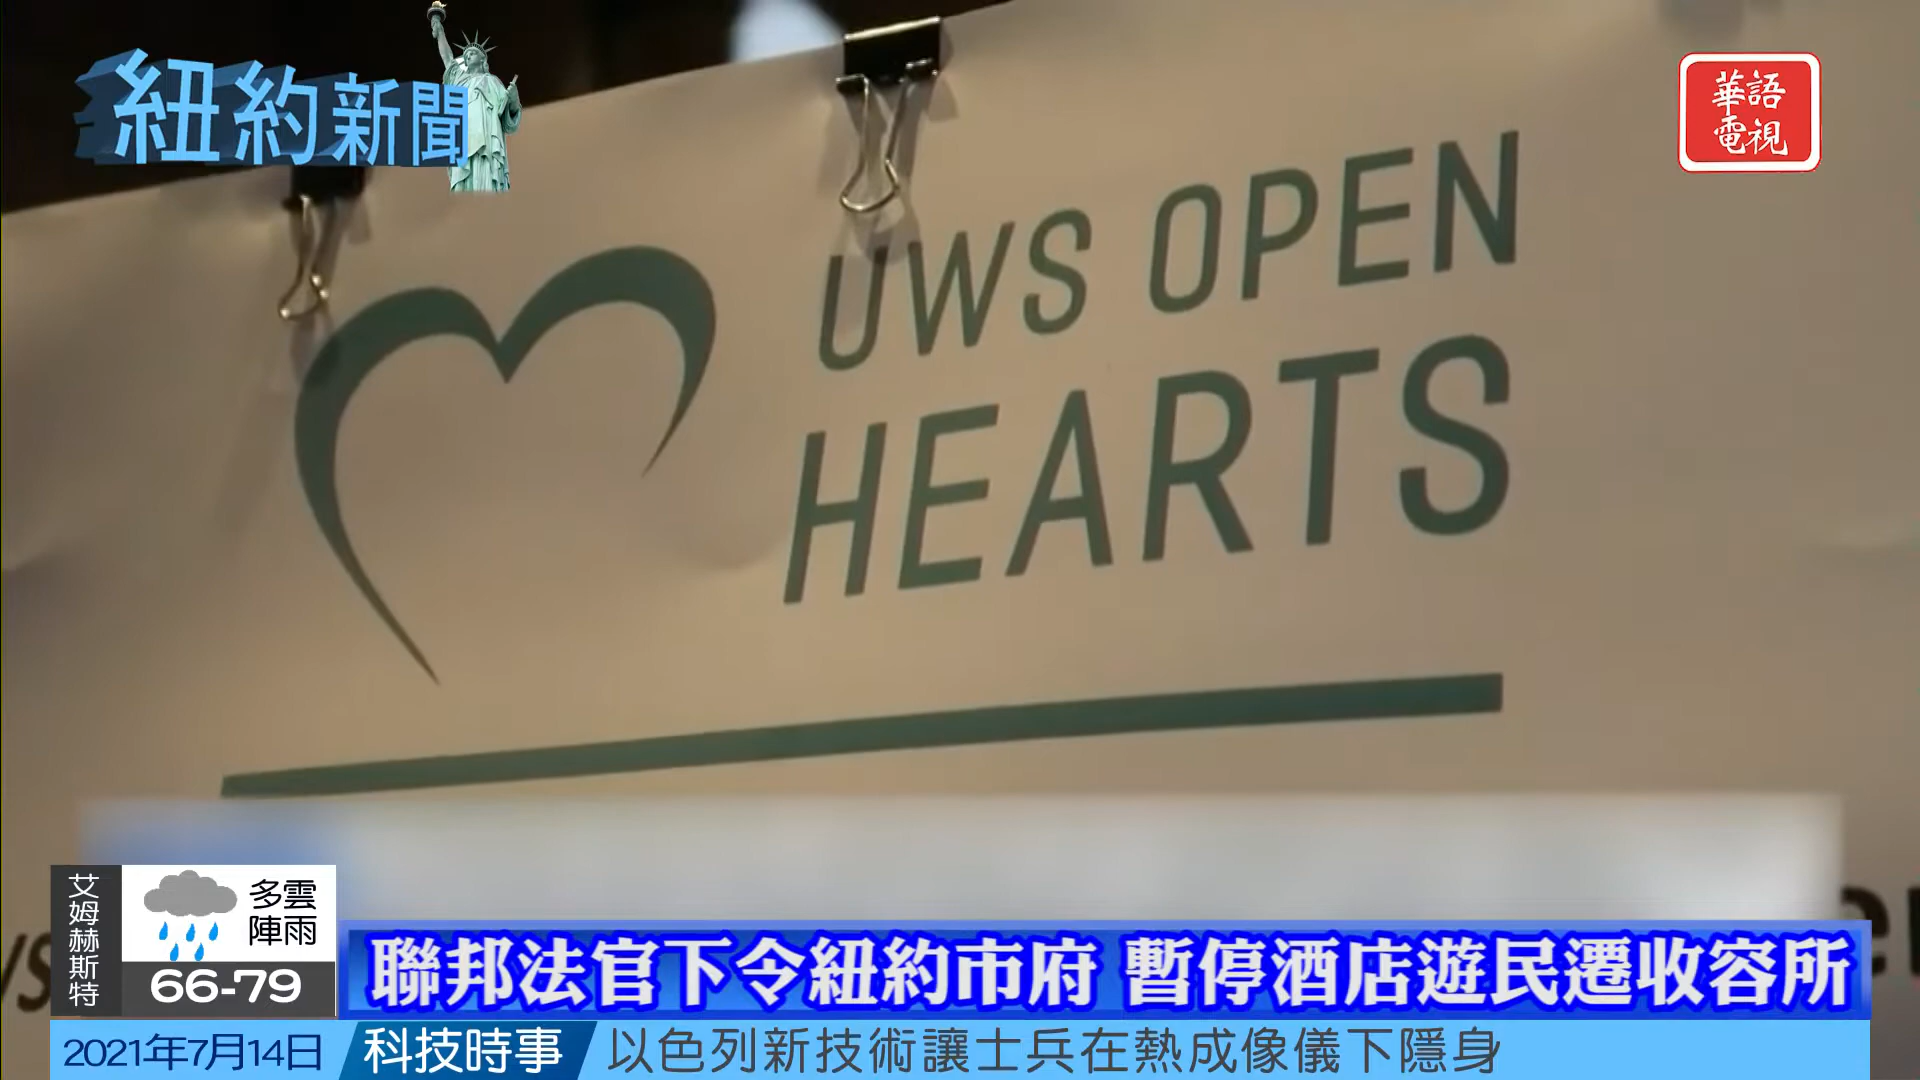 紐約新聞
華語
電視
UWS OPEN
HEARTS
艾姆赫斯特
多雲
陣雨
66-79
聯邦法官下令紐約市府 暫停酒店遊民遷收容所
2021年7月14日
科技時事
以色列新技術讓士兵在熱成像儀下隱身